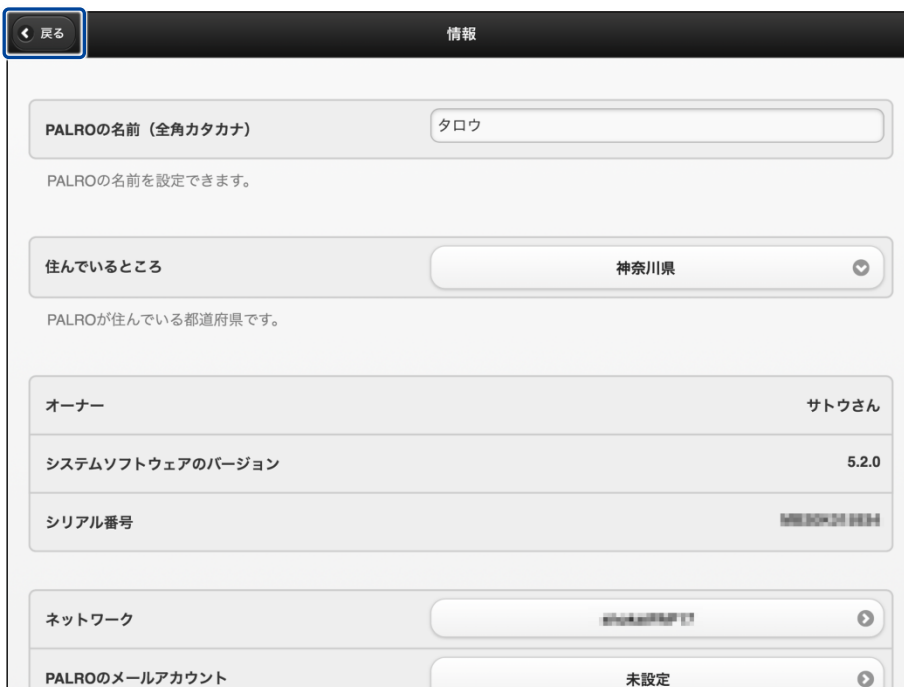 戻る
情報
PALROの名前（全角カタカナ）
タロウ
PALROの名前を設定できます。
住んでいるところ
神奈川県
PALROが住んでいる都道府県です。
オーナー
サトウさん
システムソフトウェアのバージョン
5.2.0
シリアル番号
ネットワーク
PALROのメールアカウント
未設定